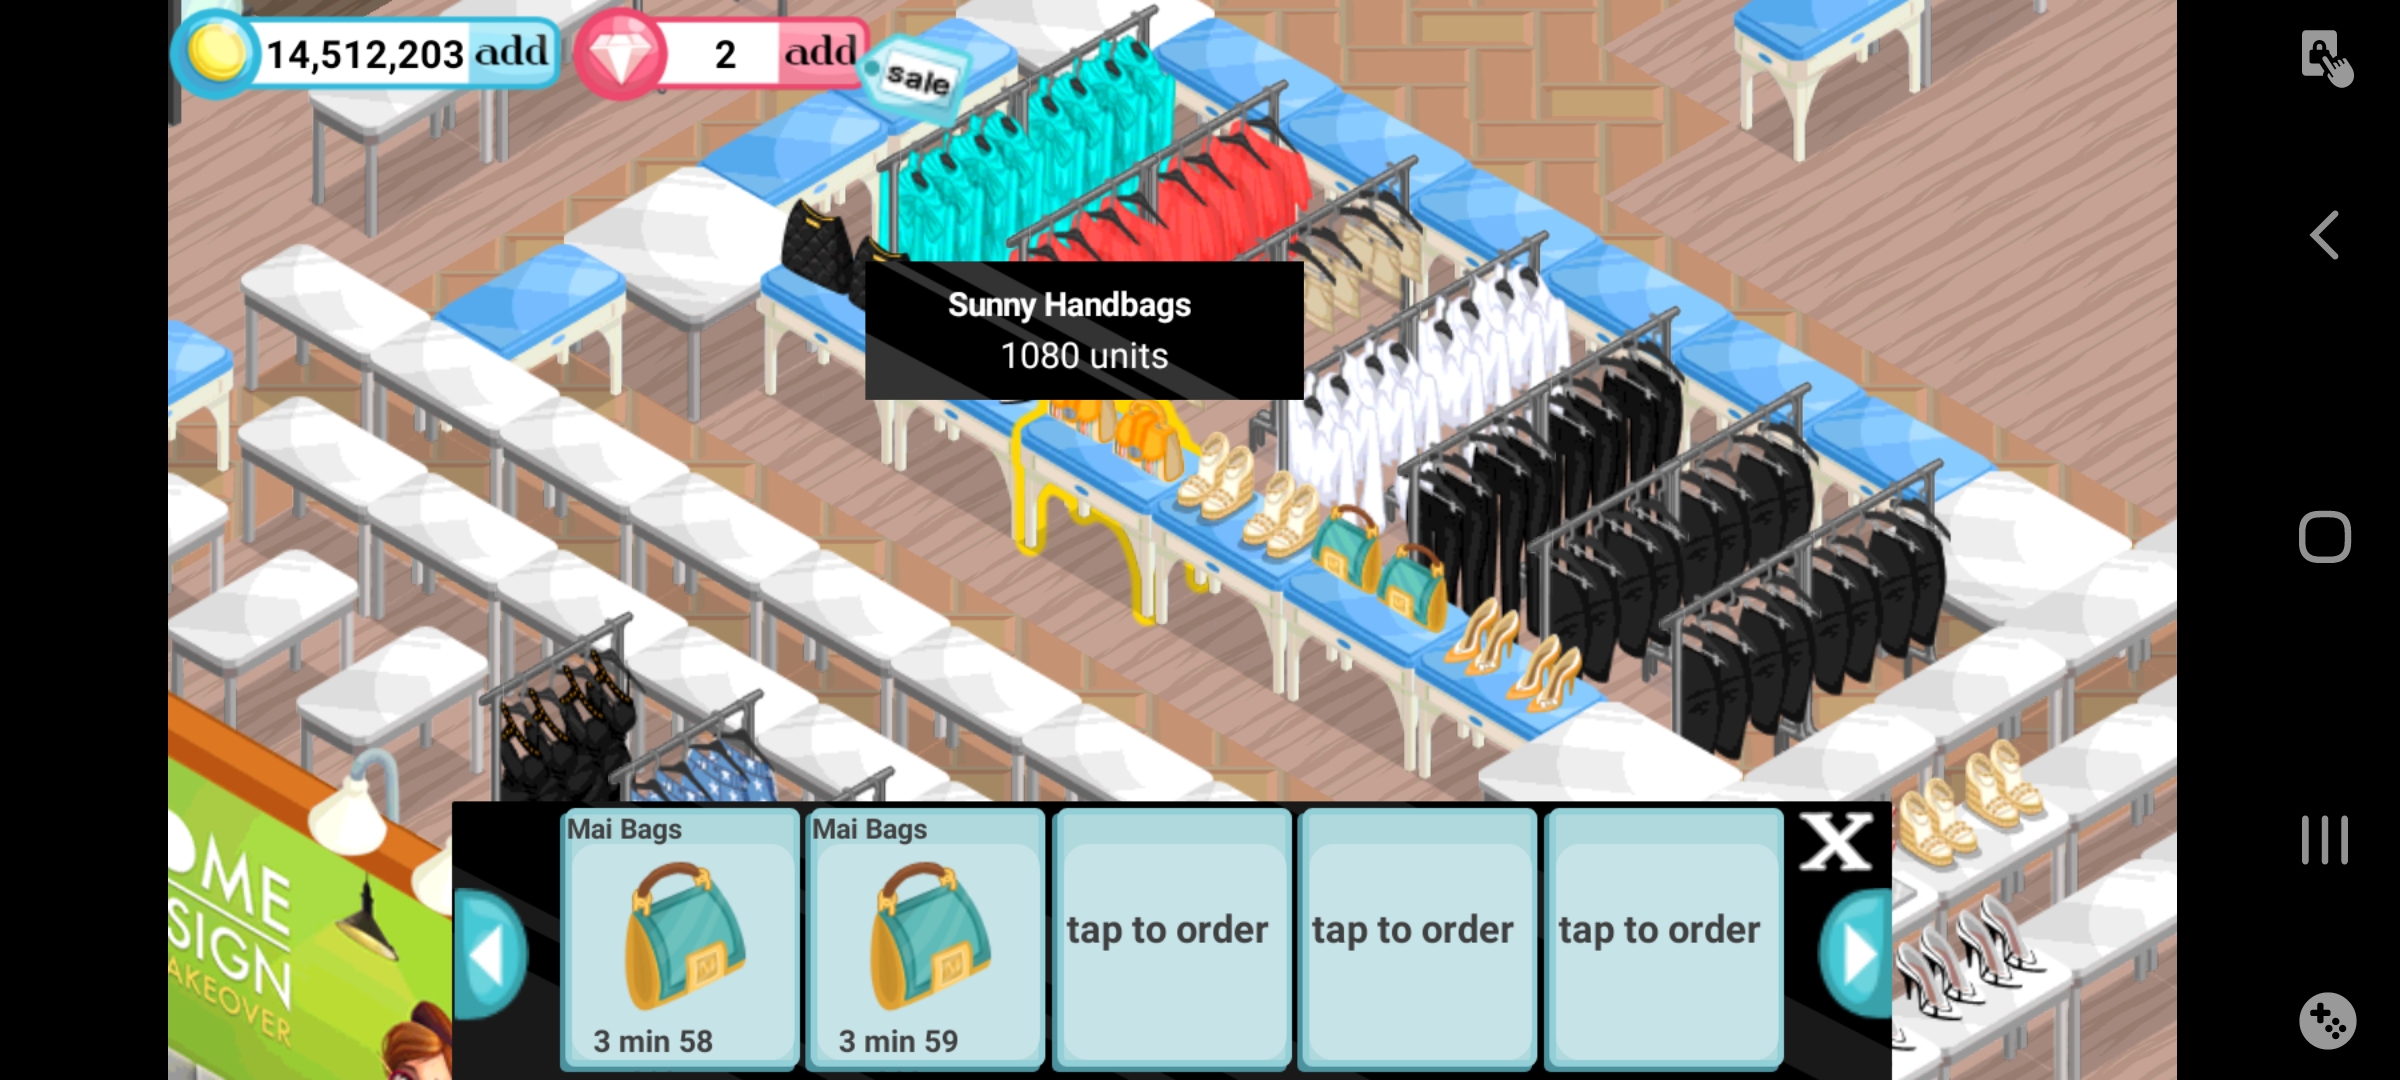 14,512,203 add
2 add
sale
Sunny Handbags
1080 units
OME
SIGN
AKEOVER
Mai Bags
3 min 58
Mai Bags
3 min 59
tap to order
tap to order
tap to order
X